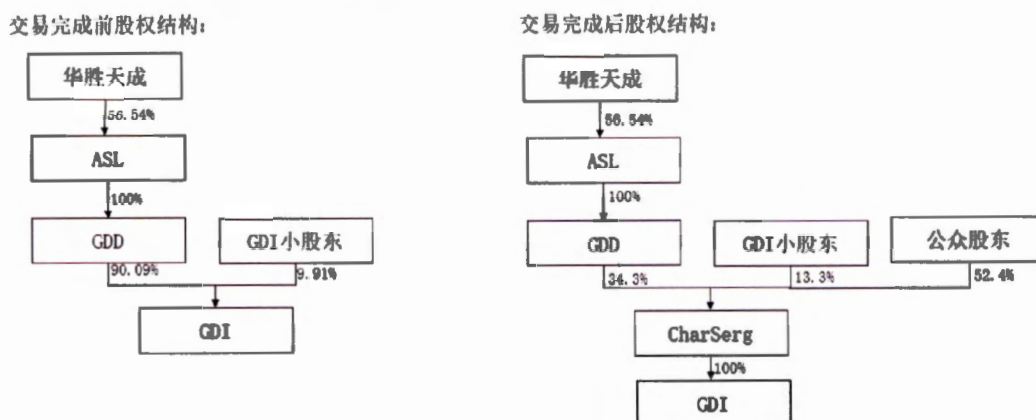 交易完成前股权结构:
华胜天成
56.54%
ASL
100%
GDD
GDI小股东
90.09%
9.91%
GDI
交易完成后股权结构:
华胜天成
56.54%
ASL
100%
GDD
GDI小股东
公众股东
34.3%
13.3%
52.4%
CharSerg
100%
GDI